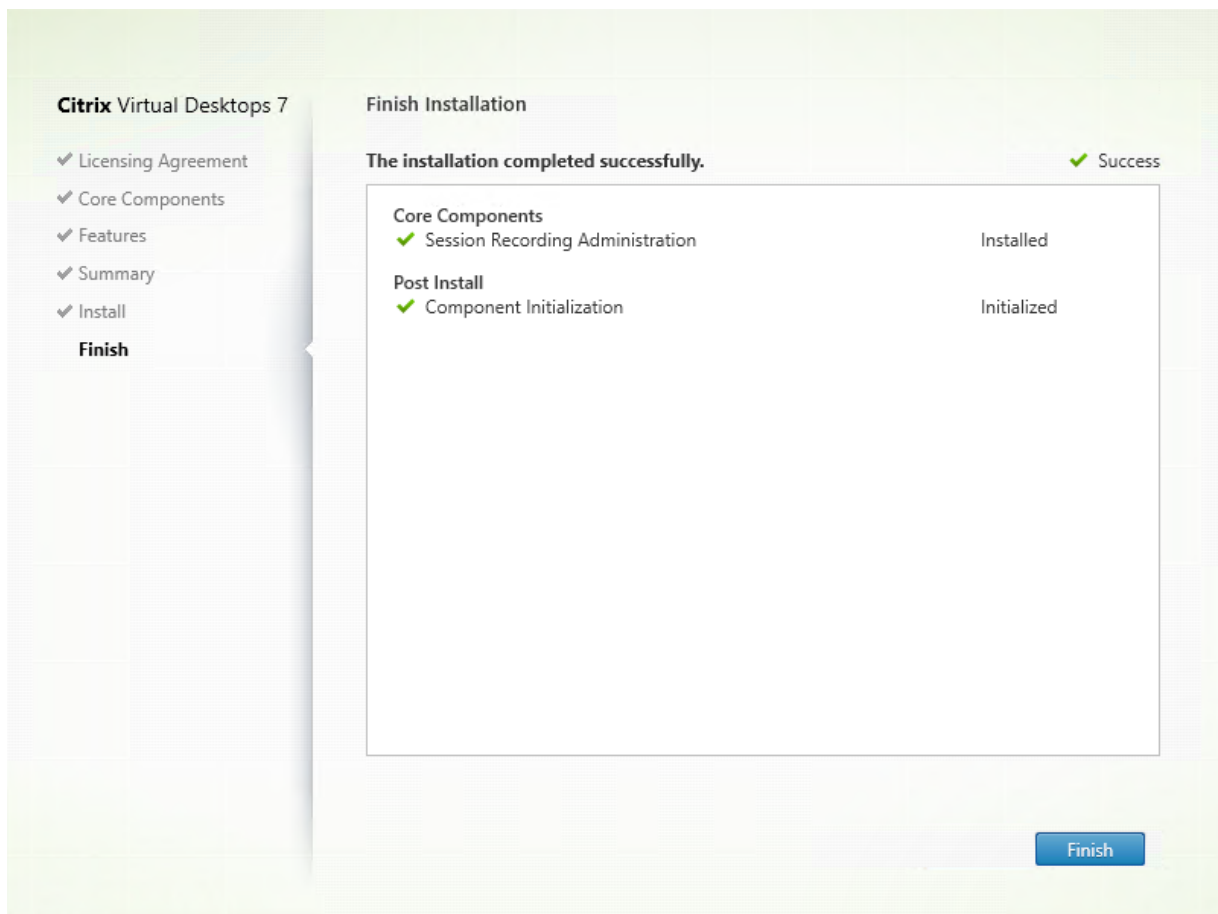 Citrix Virtual Desktops 7
Licensing Agreement
Core Components
Features
Summary
Install
Finish
Finish Installation
The installation completed successfully. Success
Core Components
Session Recording Administration Installed
Post Install
Component Initialization Initialized
Finish